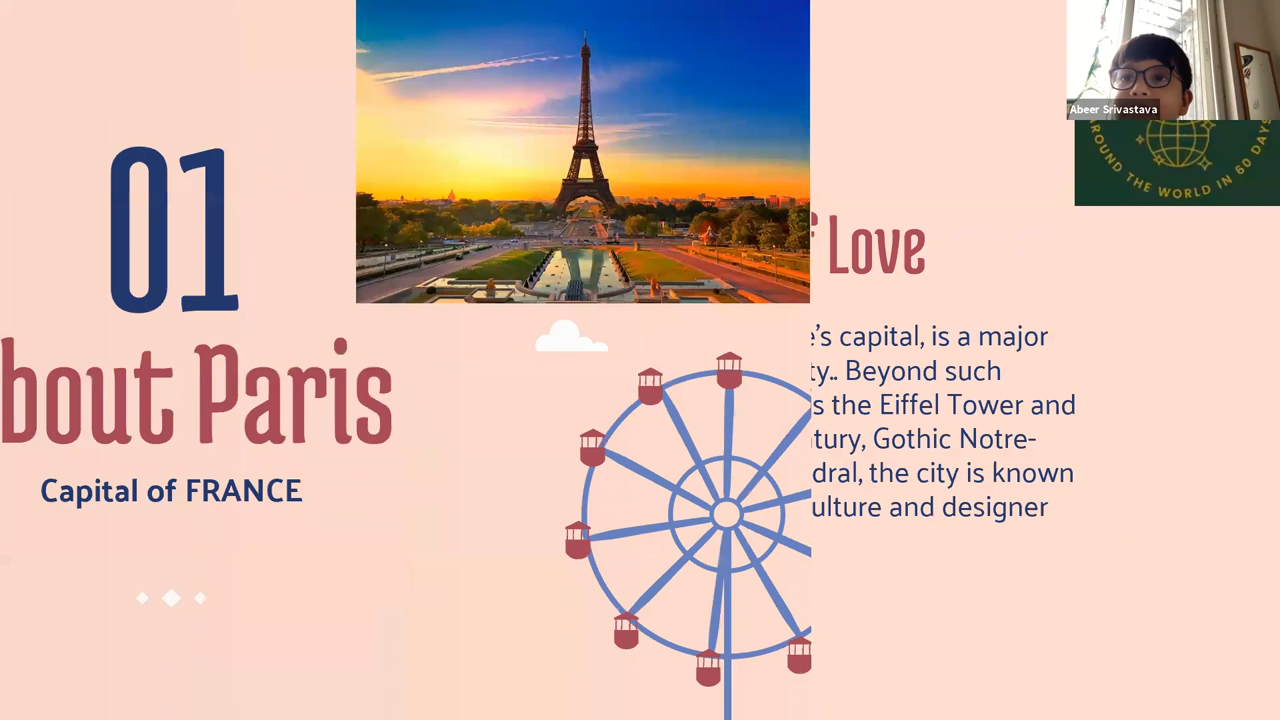 01
bout Paris
Capital of FRANCE
Love
e's capital, is a major
ty.. Beyond such
s the Eiffel Tower and
tury, Gothic Notre-
dral, the city is known
ulture and designer
Abeer Srivastava
AROUND THE WORLD IN 60 DAYS